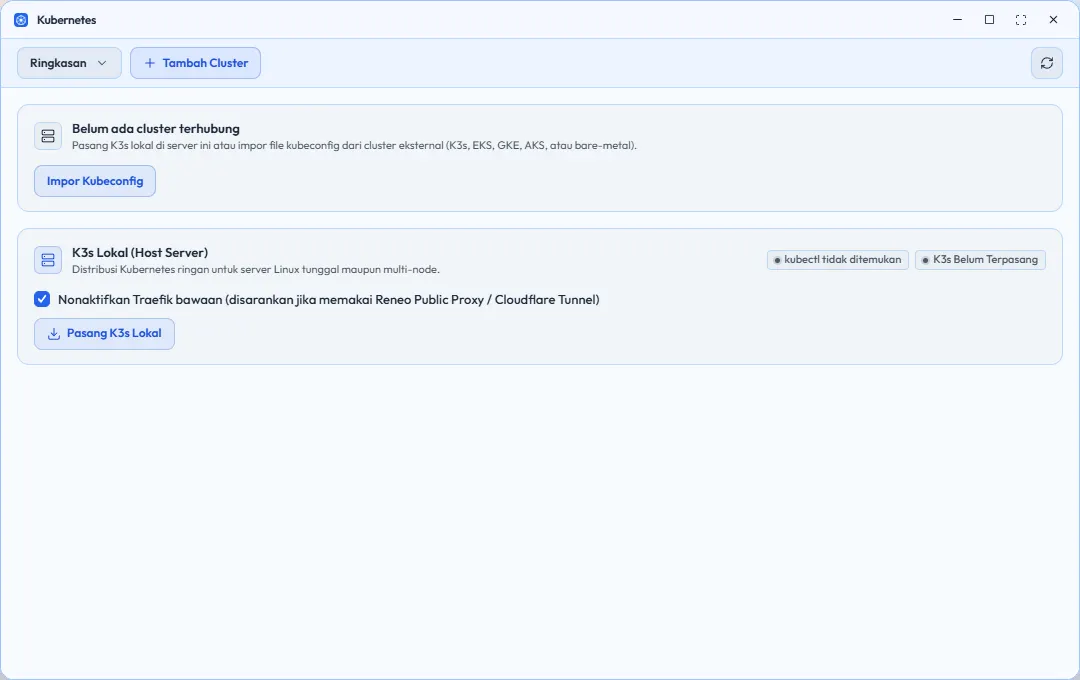 Kubernetes
Ringkasan
Tambah Cluster
Belum ada cluster terhubung
Pasang K3s lokal di server ini atau impor file kubeconfig dari cluster eksternal (K3s, EKS, GKE, AKS, atau bare-metal).
Impor Kubeconfig
K3s Lokal (Host Server)
Distribusi Kubernetes ringan untuk server Linux tunggal maupun multi-node.
kubectl tidak ditemukan
K3s Belum Terpasang
Nonaktifkan Traefik bawaan (disarankan jika memakai Reneo Public Proxy / Cloudflare Tunnel)
Pasang K3s Lokal